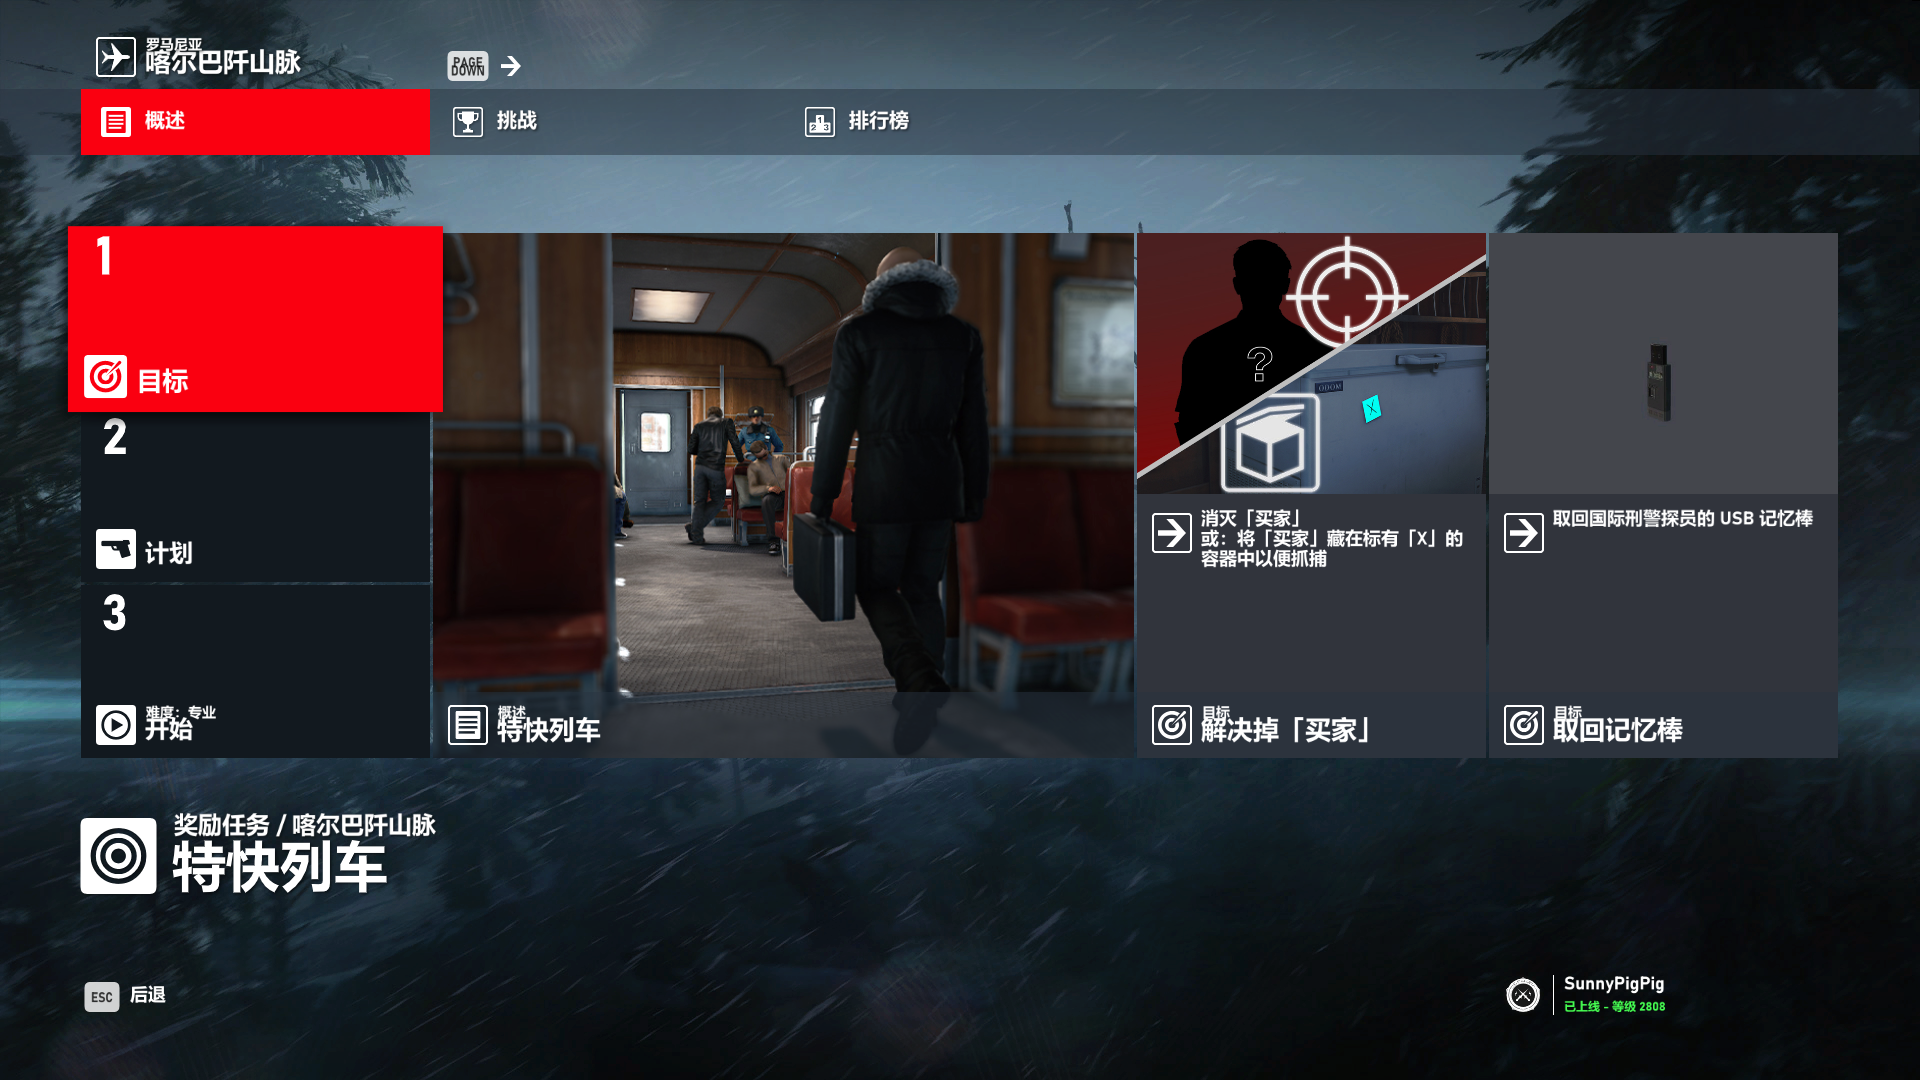 罗马尼亚
喀尔巴阡山脉
PAGE DOWN
概述
挑战
排行榜
1
目标
2
计划
3
难度：专业
开始
概述
特快列车
?
ODOM
X
消灭「买家」
或：将「买家」藏在标有「X」的
容器中以便抓捕
目标
解决掉「买家」
取回国际刑警探员的 USB 记忆棒
目标
取回记忆棒
奖励任务 / 喀尔巴阡山脉
特快列车
ESC 后退
SunnyPigPig
已上线 - 等级 2808